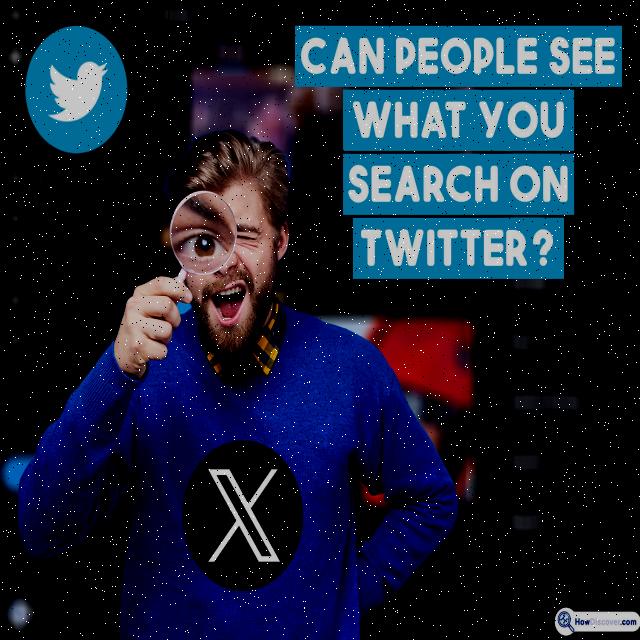 CAN PEOPLE SEE
WHAT YOU
SEARCH ON
TWITTER?
X
HowDiscover.com